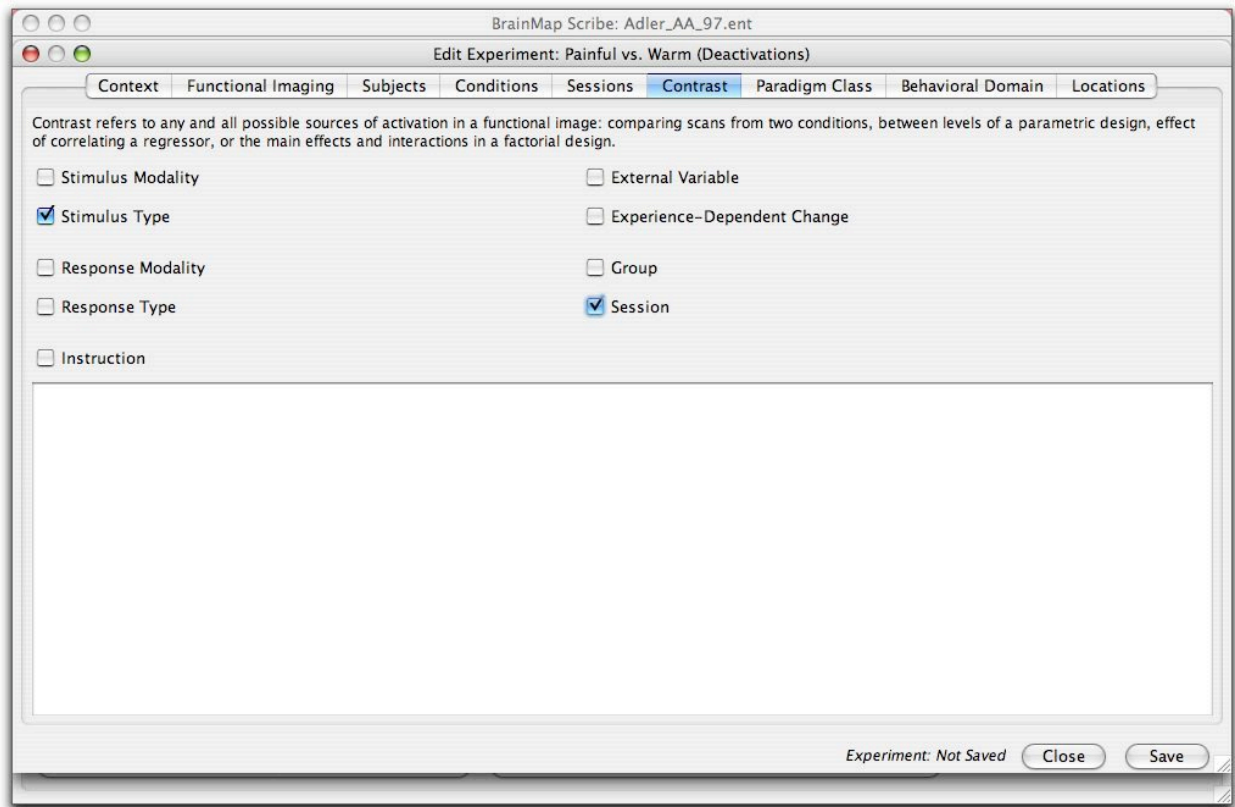 BrainMap Scribe: Adler_AA_97.ent
Edit Experiment: Painful vs. Warm (Deactivations)
Context Functional Imaging Subjects Conditions Sessions Contrast Paradigm Class Behavioral Domain Locations
Contrast refers to any and all possible sources of activation in a functional image: comparing scans from two conditions, between levels of a parametric design, effect
of correlating a regressor, or the main effects and interactions in a factorial design.
Stimulus Modality External Variable
Stimulus Type Experience-Dependent Change
Response Modality Group
Response Type Session
Instruction
Experiment: Not Saved Close Save